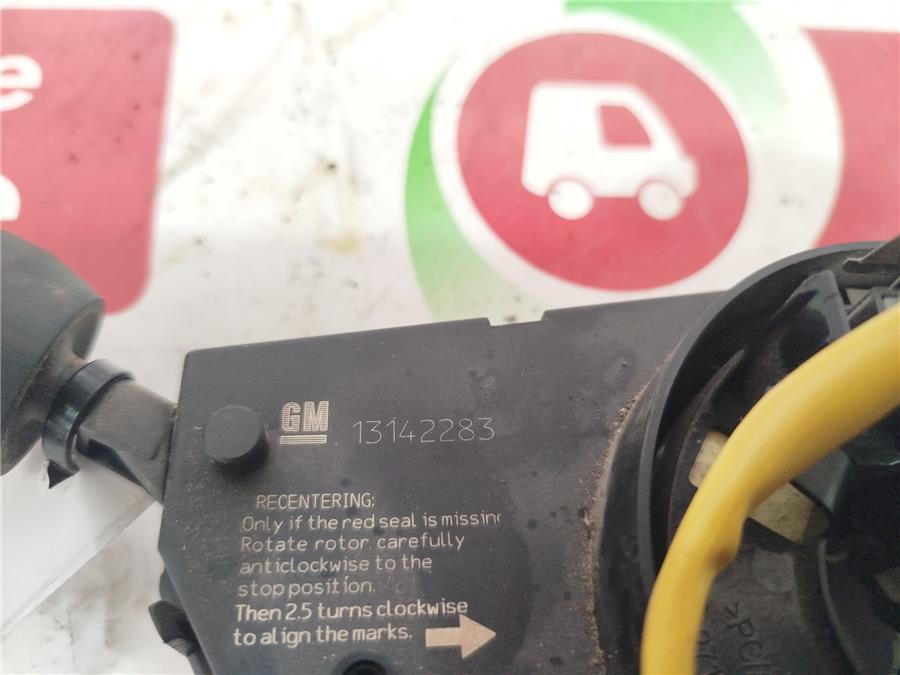 GM 13142283
RECENTERING:
Only if the red seal is missin
Rotate rotor carefully
anticlockwise to the
stop position.
Then 2.5 turns clockwise
to align the marks.